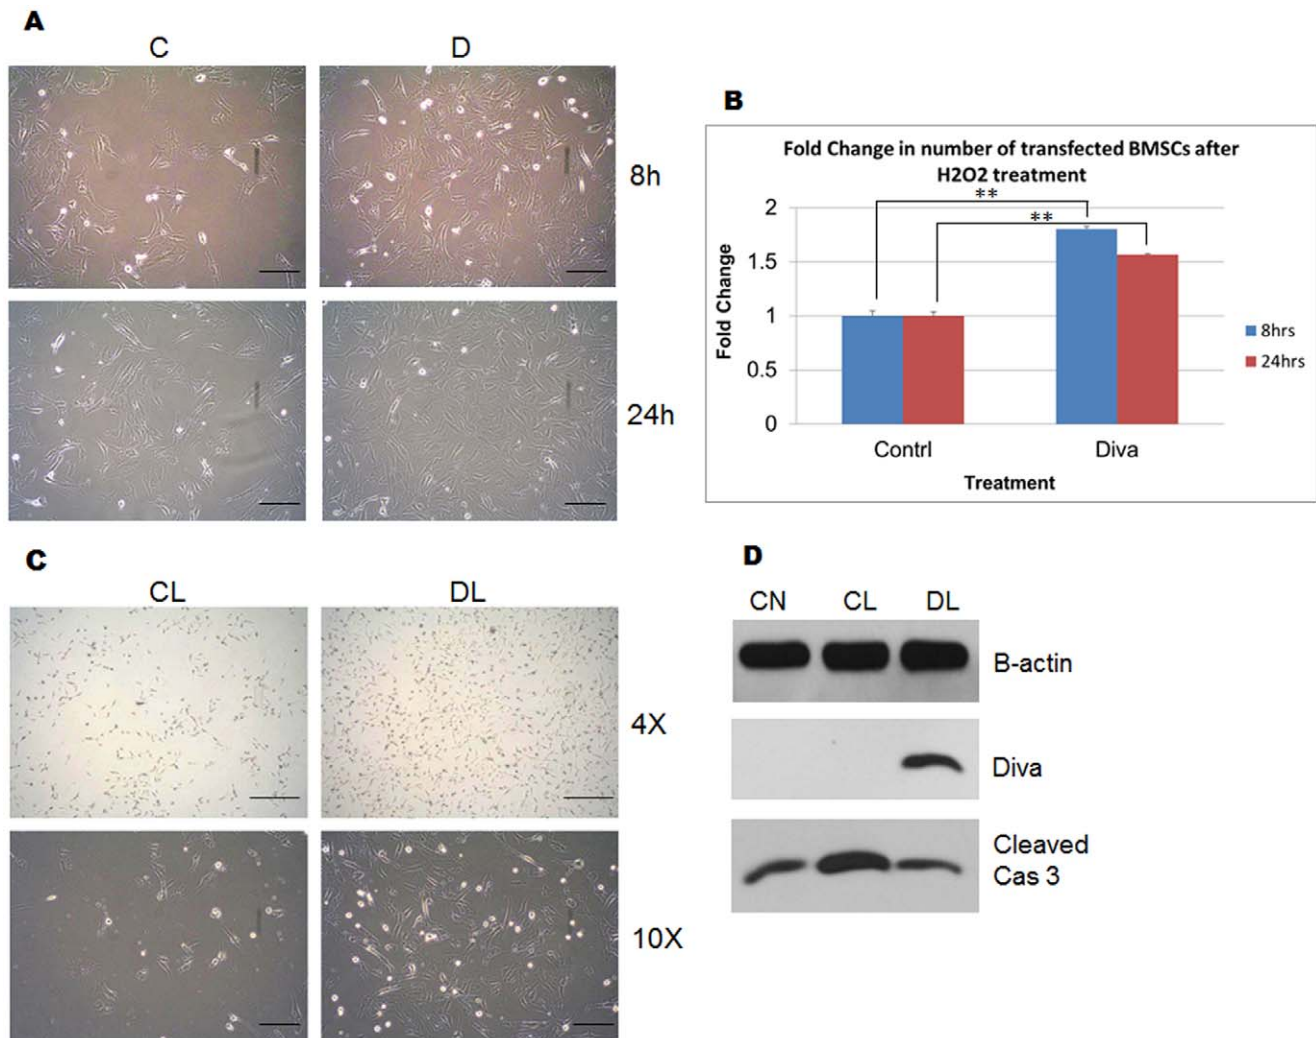 A
C D
8h
24h
B
Fold Change in number of transfected BMSCs after
H2O2 treatment
**
**
2
1.5
1
0.5
0
Fold Change
Contrl Diva
Treatment
8hrs
24hrs
C
CL DL
4X
10X
D
CN CL DL
B-actin
Diva
Cleaved
Cas 3